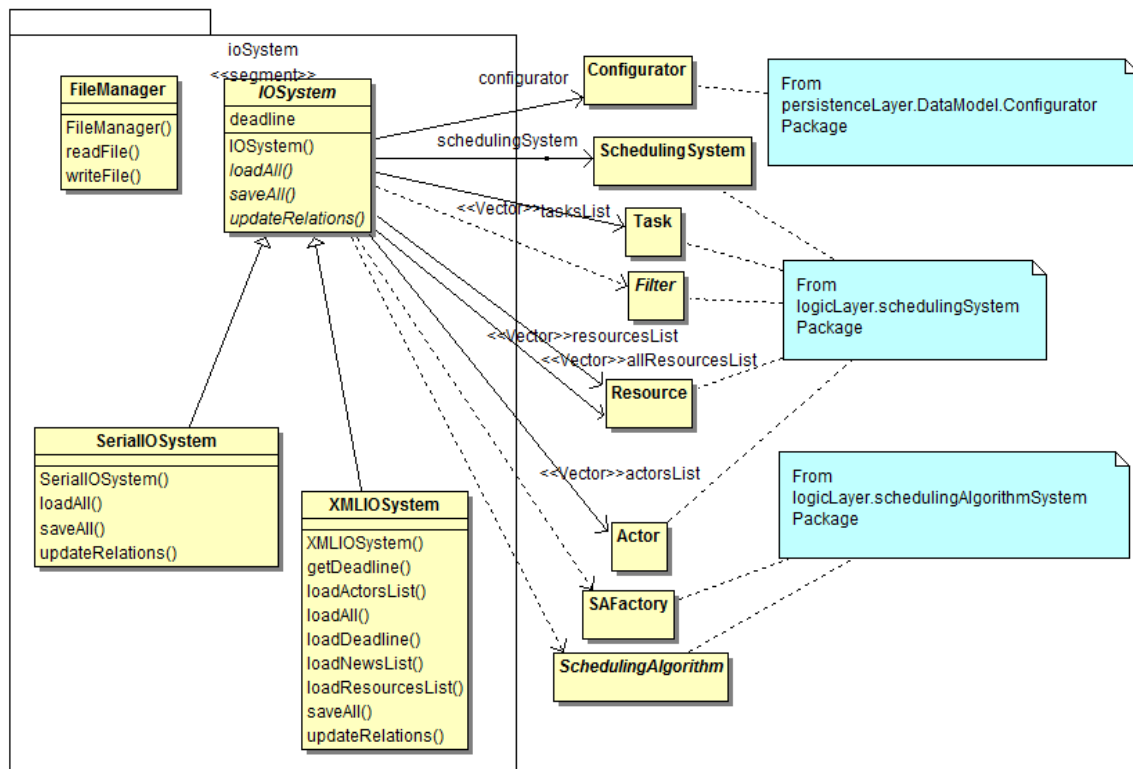 ioSystem
<<segment>>
FileManager
FileManager()
readFile()
writeFile()
IOSystem
deadline
IOSystem()
loadAll()
saveAll()
updateRelations()
configurator
Configurator
From
persistenceLayer.DataModel.Configurator
Package
schedulingSystem
SchedulingSystem
<<Vector>>tasksList
Task
Filter
From
logicLayer.schedulingSystem
Package
<<Vector>>resourcesList
<<Vector>>allResourcesList
Resource
SerialIOSystem
SerialIOSystem()
loadAll()
saveAll()
updateRelations()
XMLIOSystem
XMLIOSystem()
getDeadline()
loadActorsList()
loadAll()
loadDeadline()
loadNewsList()
loadResourcesList()
saveAll()
updateRelations()
<<Vector>>actorsList
Actor
From
logicLayer.schedulingAlgorithmSystem
Package
SAFactory
SchedulingAlgorithm